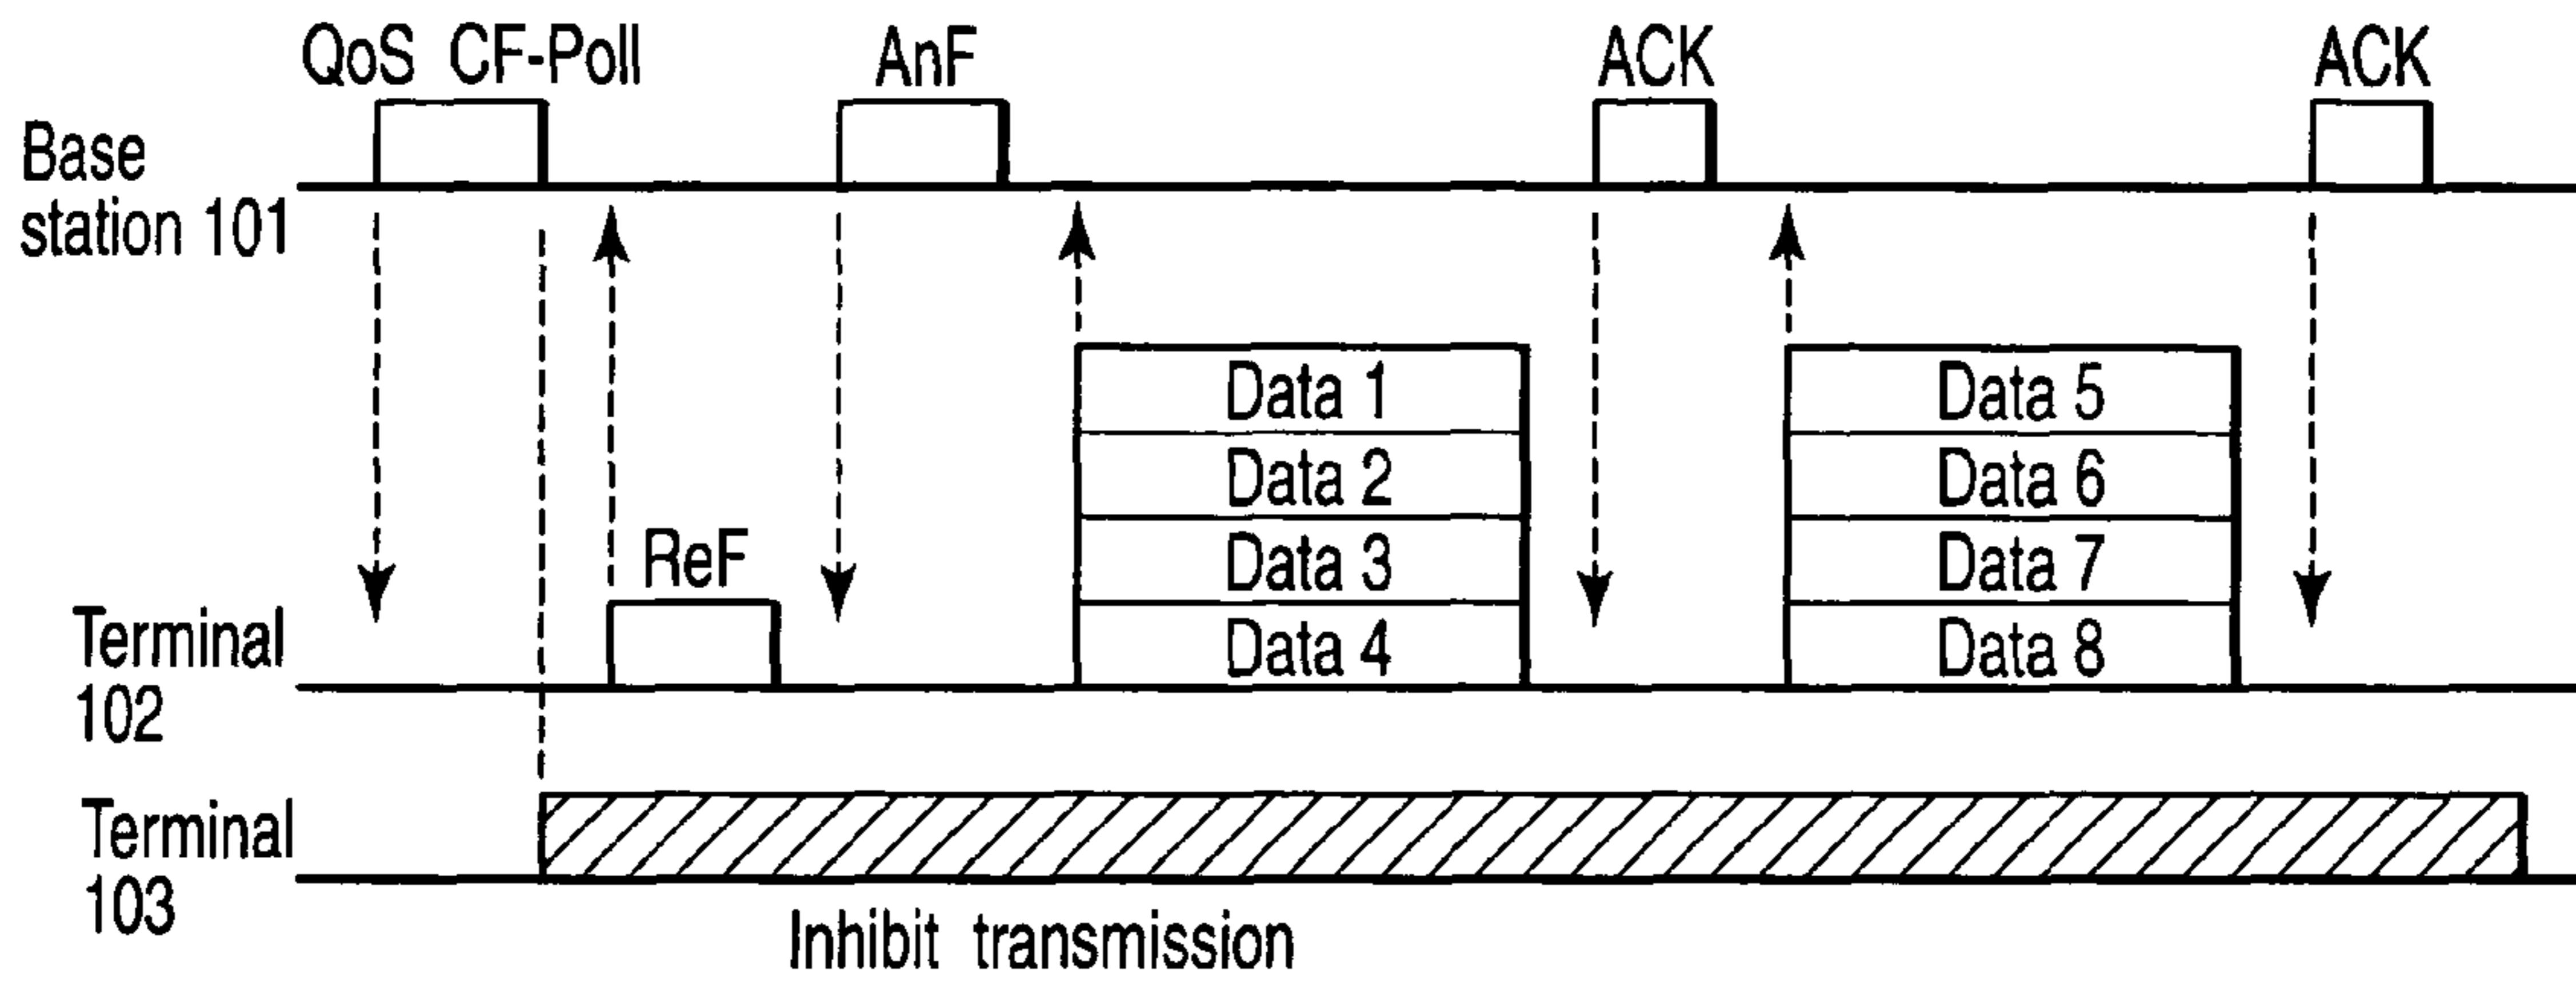 QoS CF-Poll
AnF
ACK
ACK
Base
station 101
Data 1
Data 2
Data 3
Data 4
Data 5
Data 6
Data 7
Data 8
ReF
Terminal
102
Terminal
103
Inhibit transmission